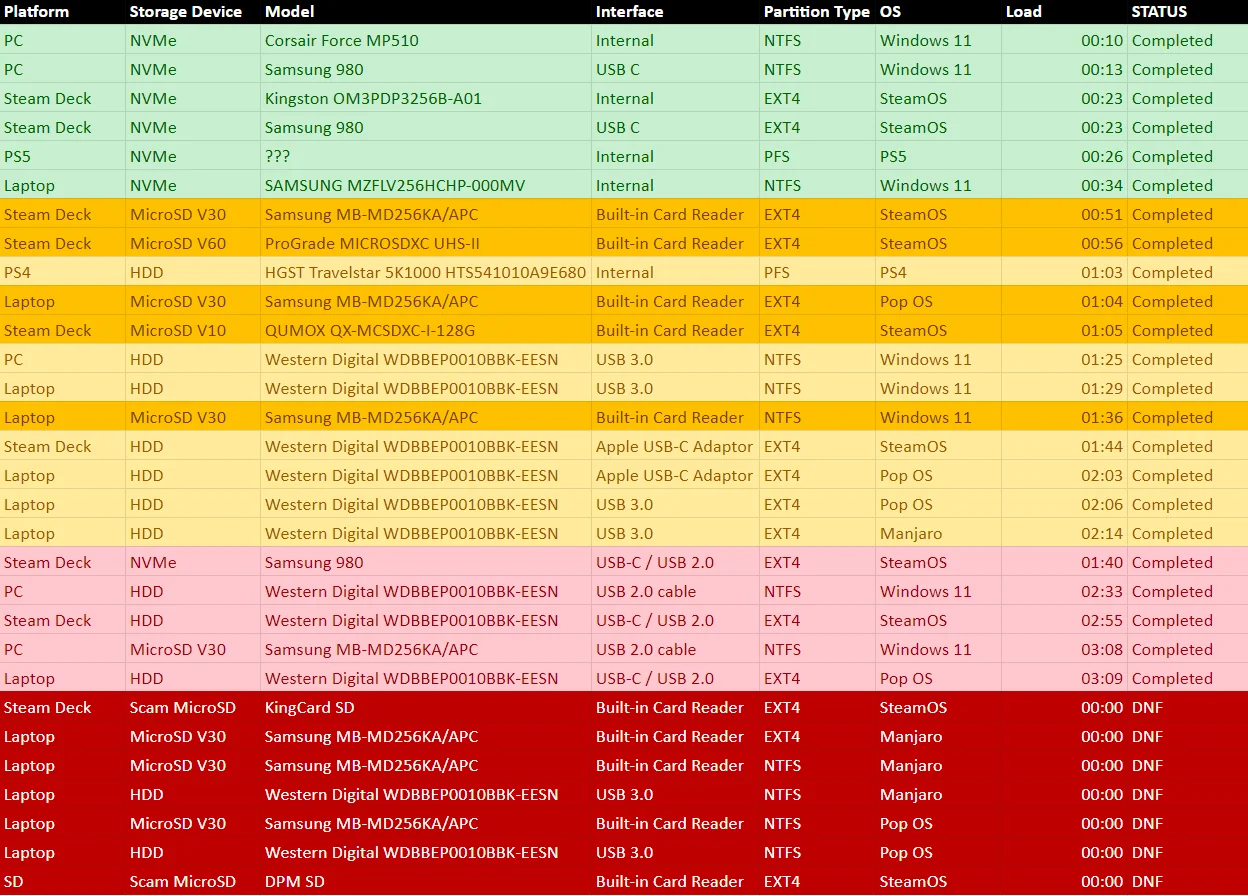 Platform Storage Device Model Interface Partition Type OS Load STATUS
PC NVMe Corsair Force MP510 Internal NTFS Windows 11 00:10 Completed
PC NVMe Samsung 980 USB C NTFS Windows 11 00:13 Completed
Steam Deck NVMe Kingston OM3PDP3256B-A01 Internal EXT4 SteamOS 00:23 Completed
Steam Deck NVMe Samsung 980 USB C EXT4 SteamOS 00:23 Completed
PS5 NVMe ??? Internal PFS PS5 00:26 Completed
Laptop NVMe SAMSUNG MZFLV256HCHP-000MV Internal NTFS Windows 11 00:34 Completed
Steam Deck MicroSD V30 Samsung MB-MD256KA/APC Built-in Card Reader EXT4 SteamOS 00:51 Completed
Steam Deck MicroSD V60 ProGrade MICROSDXC UHS-II Built-in Card Reader EXT4 SteamOS 00:56 Completed
PS4 HDD HGST Travelstar 5K1000 HTS541010A9E680 Internal PFS PS4 01:03 Completed
Laptop MicroSD V30 Samsung MB-MD256KA/APC Built-in Card Reader EXT4 Pop OS 01:04 Completed
Steam Deck MicroSD V10 QUMOX QX-MCSDXC-I-128G Built-in Card Reader EXT4 SteamOS 01:05 Completed
PC HDD Western Digital WDBBEP0010BBK-EESN USB 3.0 NTFS Windows 11 01:25 Completed
Laptop HDD Western Digital WDBBEP0010BBK-EESN USB 3.0 NTFS Windows 11 01:29 Completed
Laptop MicroSD V30 Samsung MB-MD256KA/APC Built-in Card Reader NTFS Windows 11 01:36 Completed
Steam Deck HDD Western Digital WDBBEP0010BBK-EESN Apple USB-C Adaptor EXT4 SteamOS 01:44 Completed
Laptop HDD Western Digital WDBBEP0010BBK-EESN Apple USB-C Adaptor EXT4 Pop OS 02:03 Completed
Laptop HDD Western Digital WDBBEP0010BBK-EESN USB 3.0 EXT4 Pop OS 02:06 Completed
Laptop HDD Western Digital WDBBEP0010BBK-EESN USB 3.0 EXT4 Manjaro 02:14 Completed
Steam Deck NVMe Samsung 980 USB-C / USB 2.0 EXT4 SteamOS 01:40 Completed
PC HDD Western Digital WDBBEP0010BBK-EESN USB 2.0 cable NTFS Windows 11 02:33 Completed
Steam Deck HDD Western Digital WDBBEP0010BBK-EESN USB-C / USB 2.0 EXT4 SteamOS 02:55 Completed
PC MicroSD V30 Samsung MB-MD256KA/APC USB 2.0 cable NTFS Windows 11 03:08 Completed
Laptop HDD Western Digital WDBBEP0010BBK-EESN USB-C / USB 2.0 EXT4 Pop OS 03:09 Completed
Steam Deck Scam MicroSD KingCard SD Built-in Card Reader EXT4 SteamOS 00:00 DNF
Laptop MicroSD V30 Samsung MB-MD256KA/APC Built-in Card Reader EXT4 Manjaro 00:00 DNF
Laptop MicroSD V30 Samsung MB-MD256KA/APC Built-in Card Reader NTFS Manjaro 00:00 DNF
Laptop HDD Western Digital WDBBEP0010BBK-EESN USB 3.0 NTFS Manjaro 00:00 DNF
Laptop MicroSD V30 Samsung MB-MD256KA/APC Built-in Card Reader NTFS Pop OS 00:00 DNF
Laptop HDD Western Digital WDBBEP0010BBK-EESN USB 3.0 NTFS Pop OS 00:00 DNF
SD Scam MicroSD DPM SD Built-in Card Reader EXT4 SteamOS 00:00 DNF